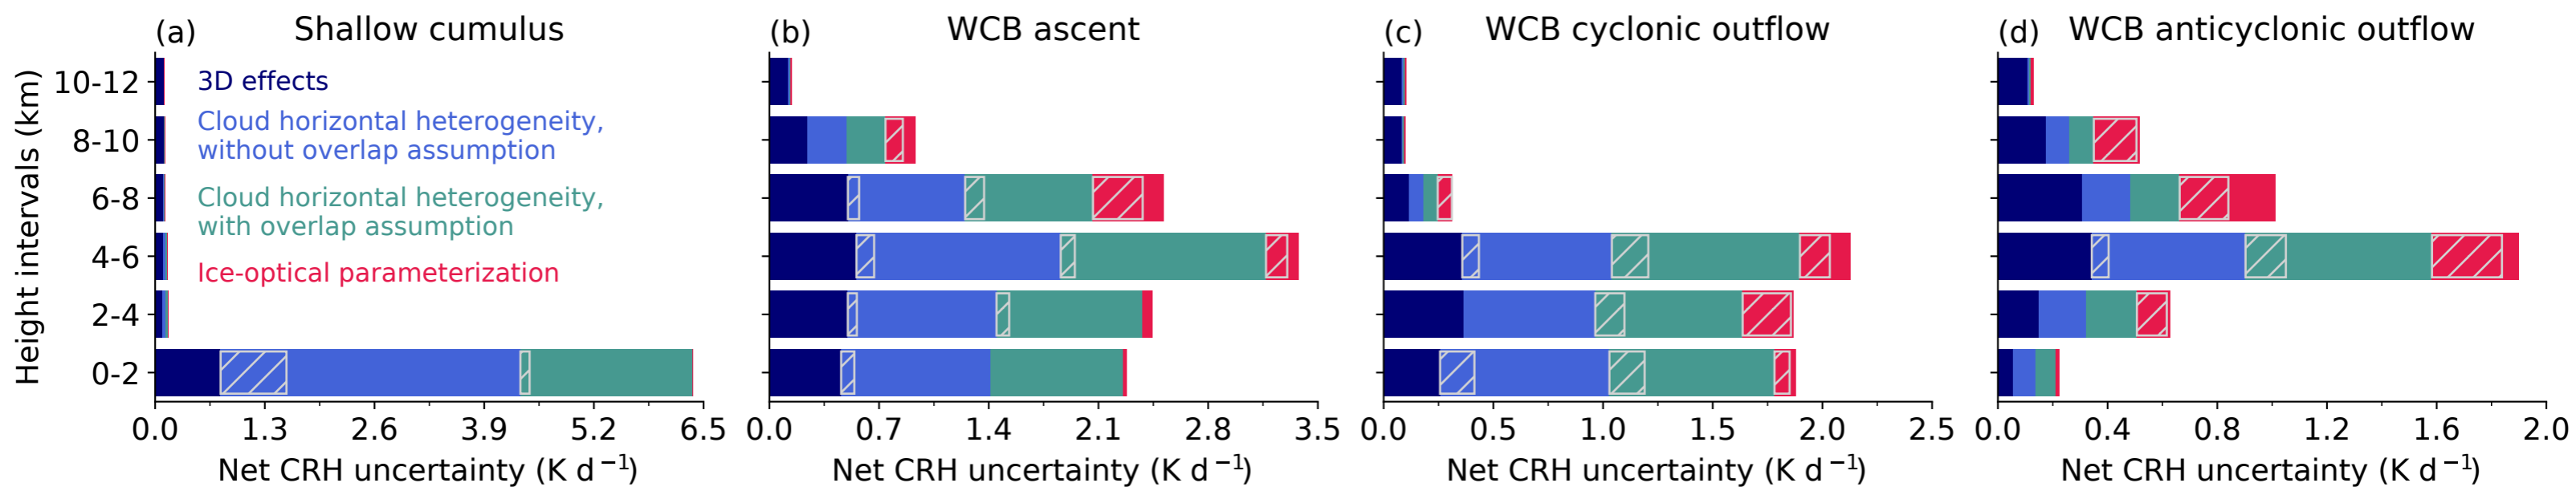 (a) Shallow cumulus
(b) WCB ascent
(c) WCB cyclonic outflow
(d) WCB anticyclonic outflow
Height intervals (km)
10-12
8-10
6-8
4-6
2-4
0-2
3D effects
Cloud horizontal heterogeneity,
without overlap assumption
Cloud horizontal heterogeneity,
with overlap assumption
Ice-optical parameterization
0.0 1.3 2.6 3.9 5.2 6.5
0.0 0.7 1.4 2.1 2.8 3.5
0.0 0.5 1.0 1.5 2.0 2.5
0.0 0.4 0.8 1.2 1.6 2.0
Net CRH uncertainty (K d⁻¹)
Net CRH uncertainty (K d⁻¹)
Net CRH uncertainty (K d⁻¹)
Net CRH uncertainty (K d⁻¹)